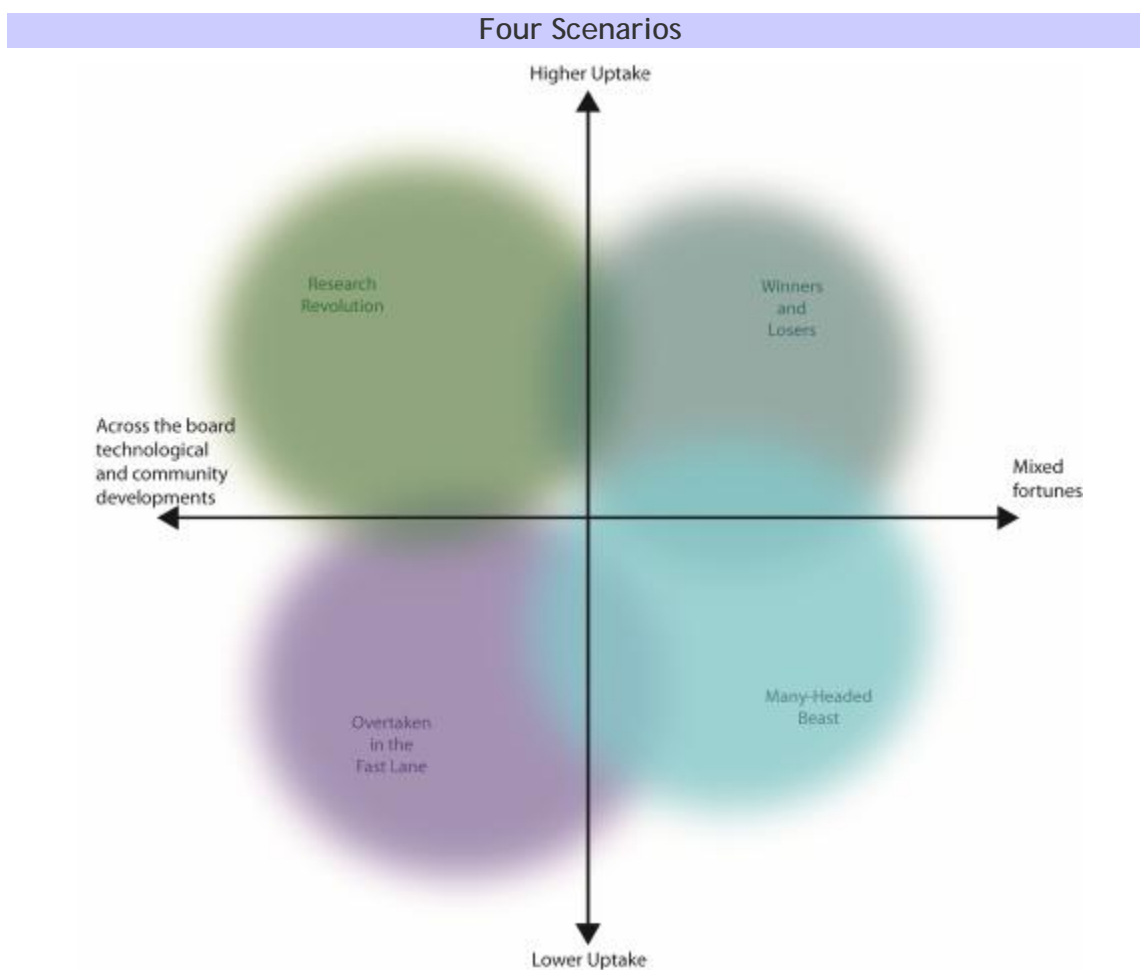 Four Scenarios
Higher Uptake
Research
Revolution
Winners
and
Losers
Across the board
technological
and community
developments
Mixed
fortunes
Overtaken
in the
Fast Lane
Many-Headed
Beast
Lower Uptake